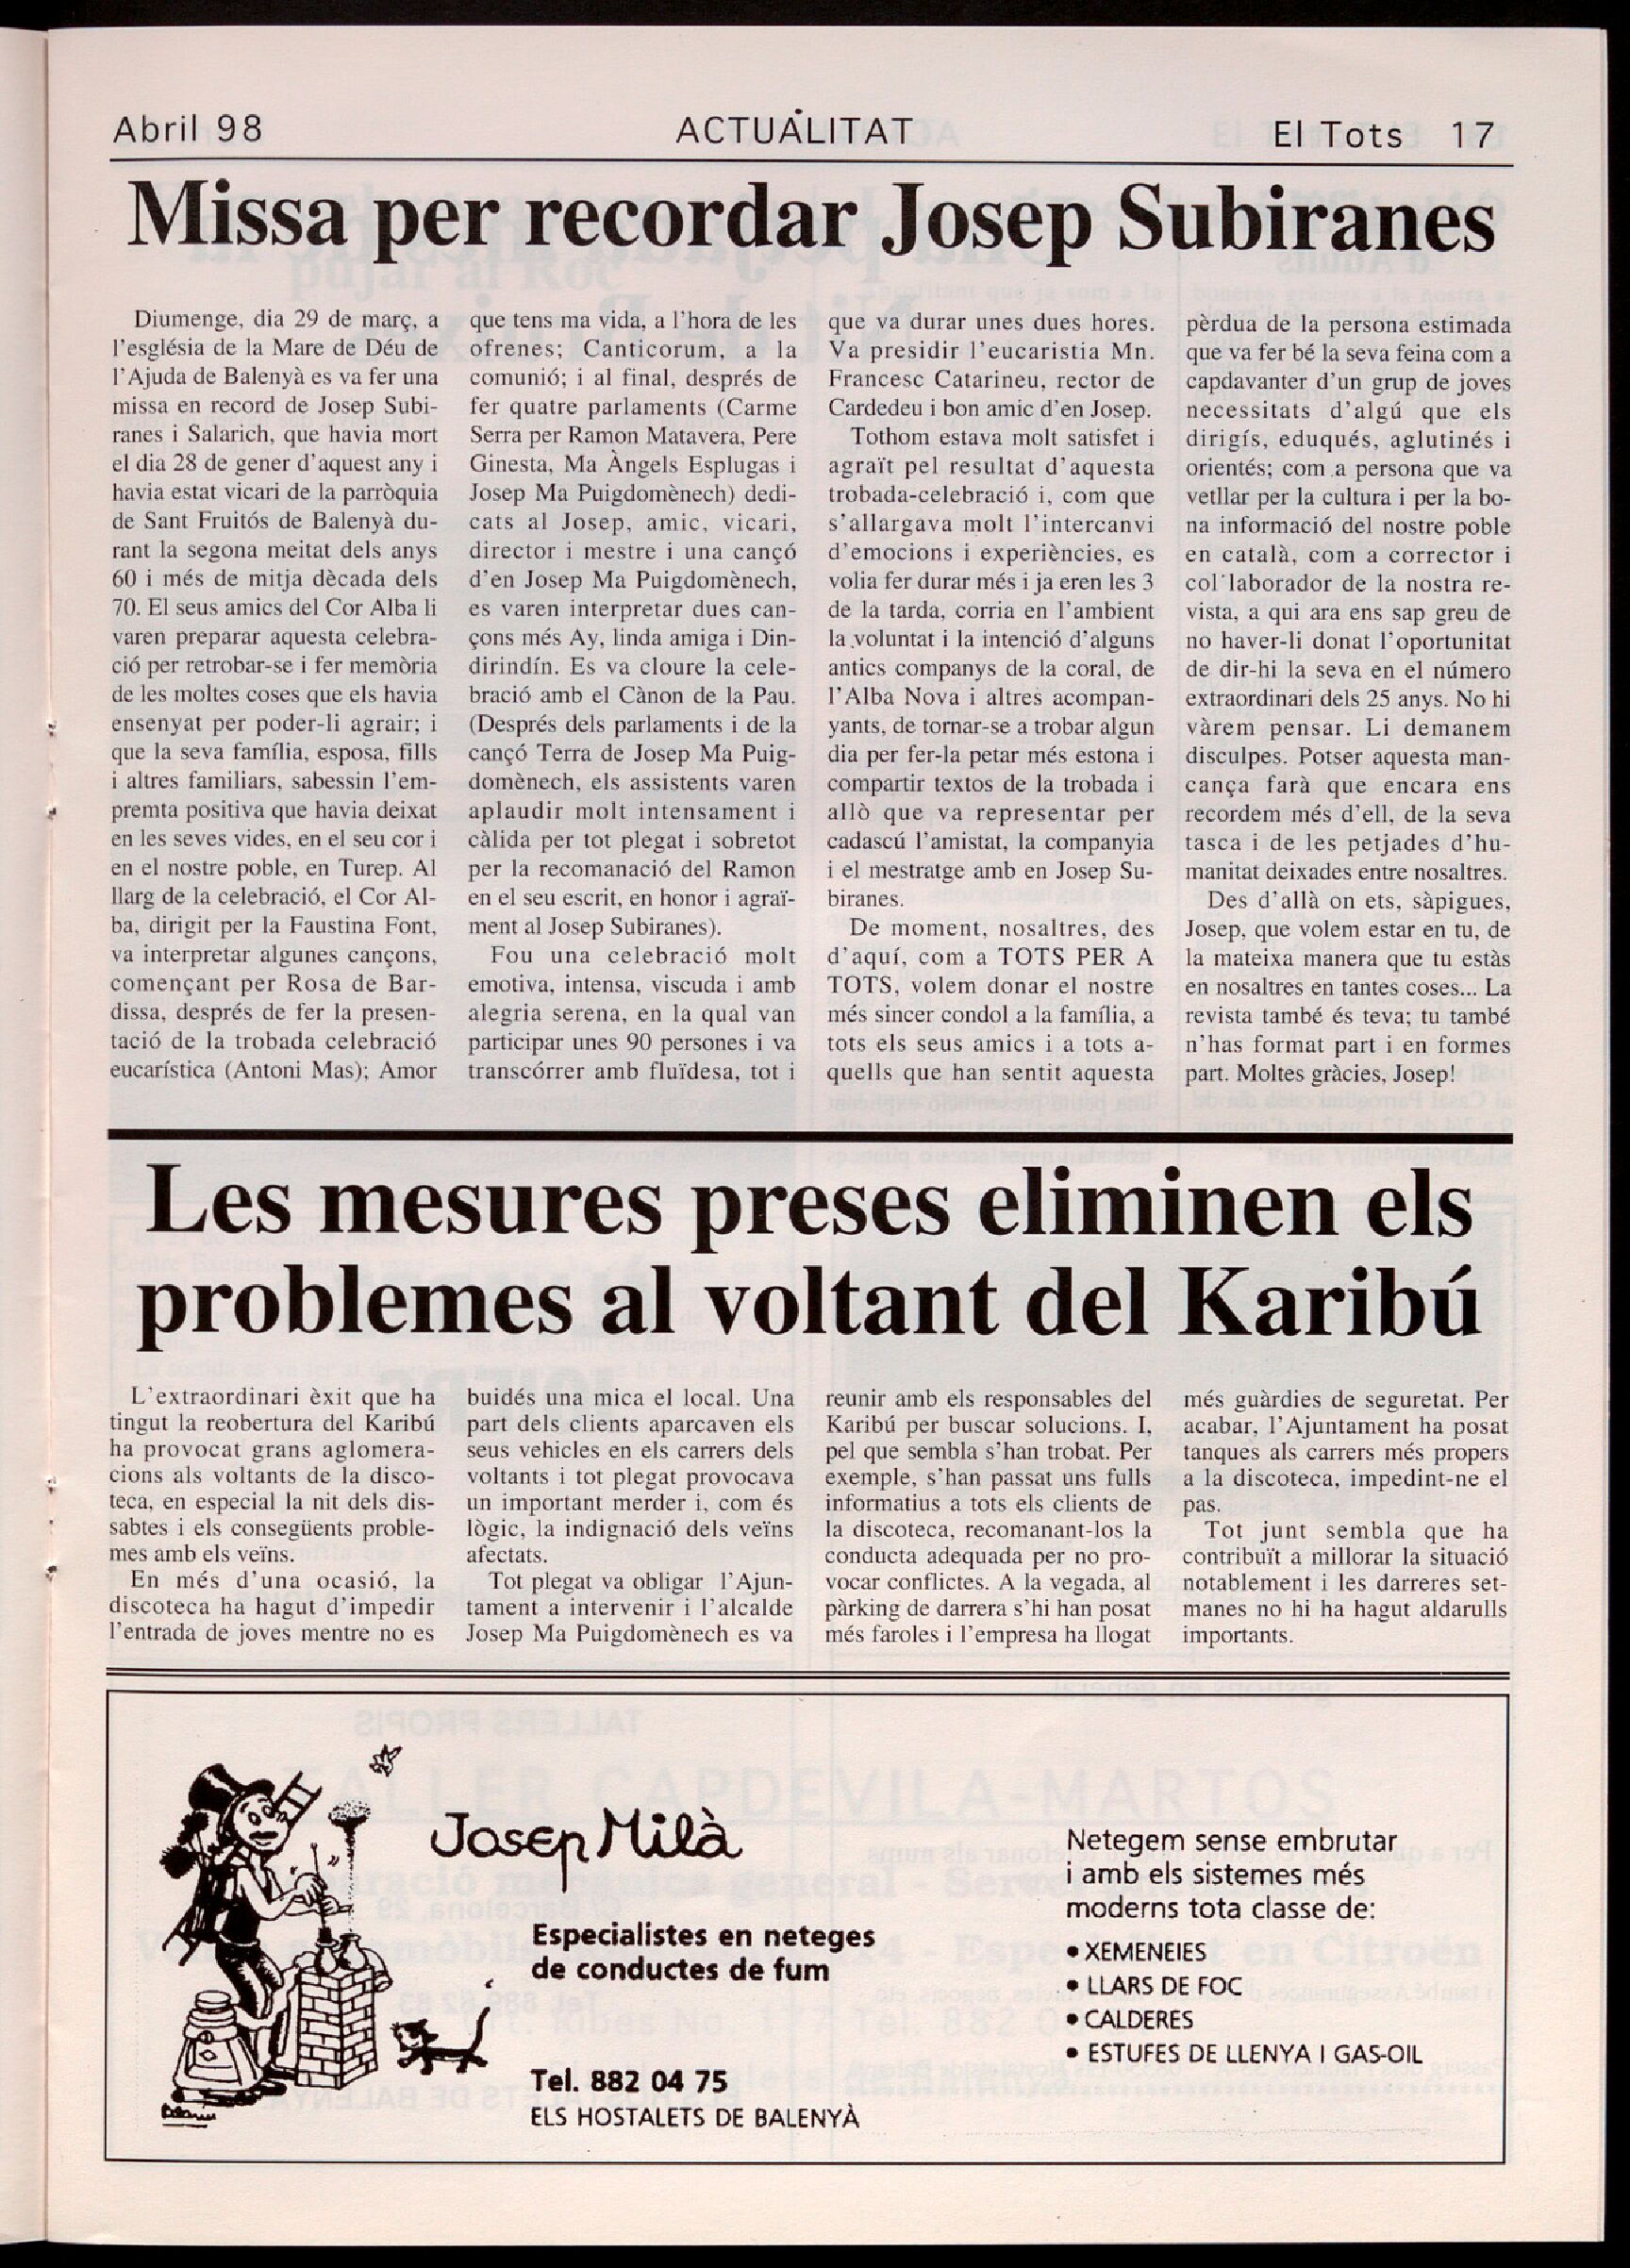 Abril 98
ACTUALITAT
El Tots 17
Missa per recordar Josep Subiranes
Diumenge, dia 29 de març, a
l'església de la Mare de Déu de
l'Ajuda de Balenyà es va fer una
missa en record de Josep Subi-
ranes i Salarich, que havia mort
el dia 28 de gener d'aquest any i
havia estat vicari de la parròquia
de Sant Fruitós de Balenyà du-
rant la segona meitat dels anys
60 i més de mitja dècada dels
70. El seus amics del Cor Alba li
varen preparar aquesta celebra-
ció per retrobar-se i fer memòria
de les moltes coses que els havia
ensenyat per poder-li agrair; i
que la seva família, esposa, fills
i altres familiars, sabessin l'em-
premta positiva que havia deixat
en les seves vides, en el seu cor i
en el nostre poble, en Turep. Al
llarg de la celebració, el Cor Al-
ba, dirigit per la Faustina Font,
va interpretar algunes cançons,
començant per Rosa de Bar-
dissa, després de fer la presen-
tació de la trobada celebració
eucarística (Antoni Mas); Amor
que tens ma vida, a l'hora de les
ofrenes; Canticorum, a la
comunió; i al final, després de
fer quatre parlaments (Carme
Serra per Ramon Matavera, Pere
Ginesta, Ma Àngels Esplugas i
Josep Ma Puigdomènech) dedi-
cats al Josep, amic, vicari,
director i mestre i una cançó
d'en Josep Ma Puigdomènech,
es varen interpretar dues can-
çons més Ay, linda amiga i Din-
dirindín. Es va cloure la cele-
bració amb el Cànon de la Pau.
(Després dels parlaments i de la
cançó Terra de Josep Ma Puig-
domènech, els assistents varen
aplaudir molt intensament i
càlida per tot plegat i sobretot
per la recomanació del Ramon
en el seu escrit, en honor i agraï-
ment al Josep Subiranes).
Fou una celebració molt
emotiva, intensa, viscuda i amb
alegria serena, en la qual van
participar unes 90 persones i va
transcórrer amb fluïdesa, tot i
que va durar unes dues hores.
Va presidir l'eucaristia Mn.
Francesc Catarineu, rector de
Cardedeu i bon amic d'en Josep.
Tothom estava molt satisfet i
agraït pel resultat d'aquesta
trobada-celebració i, com que
s'allargava molt l'intercanvi
d'emocions i experiències, es
volia fer durar més i ja eren les 3
de la tarda, corria en l'ambient
la voluntat i la intenció d'alguns
antics companys de la coral, de
l'Alba Nova i altres acompan-
yants, de tornar-se a trobar algun
dia per fer-la petar més estona i
compartir textos de la trobada i
allò que va representar per
cadascú l'amistat, la companyia
i el mestratge amb en Josep Su-
biranes.
De moment, nosaltres, des
d'aquí, com a TOTS PER A
TOTS, volem donar el nostre
més sincer condol a la família, a
tots els seus amics i a tots a-
quells que han sentit aquesta
pèrdua de la persona estimada
que va fer bé la seva feina com a
capdavanter d'un grup de joves
necessitats d'algú que els
dirigís, eduqués, aglutinés i
orientés; com a persona que va
vetllar per la cultura i per la bo-
na informació del nostre poble
en català, com a corrector i
col·laborador de la nostra re-
vista, a qui ara ens sap greu de
no haver-li donat l'oportunitat
de dir-hi la seva en el número
extraordinari dels 25 anys. No hi
vàrem pensar. Li demanem
disculpes. Potser aquesta man-
cança farà que encara ens
recordem més d'ell, de la seva
tasca i de les petjades d'hu-
manitat deixades entre nosaltres.
Des d'allà on ets, sàpigues,
Josep, que volem estar en tu, de
la mateixa manera que tu estàs
en nosaltres en tantes coses... La
revista també és teva; tu també
n'has format part i en formes
part. Moltes gràcies, Josep!
Les mesures preses eliminen els
problemes al voltant del Karibú
L'extraordinari èxit que ha
tingut la reobertura del Karibú
ha provocat grans aglomera-
cions als voltants de la disco-
teca, en especial la nit dels dis-
sabtes i els consegüents proble-
mes amb els veïns.
En més d'una ocasió, la
discoteca ha hagut d'impedir
l'entrada de joves mentre no es
buidés una mica el local. Una
part dels clients aparcaven els
seus vehicles en els carrers dels
voltants i tot plegat provocava
un important merder i, com és
lògic, la indignació dels veïns
afectats.
Tot plegat va obligar l'Ajun-
tament a intervenir i l'alcalde
Josep Ma Puigdomènech es va
reunir amb els responsables del
Karibú per buscar solucions. I,
pel que sembla s'han trobat. Per
exemple, s'han passat uns fulls
informatius a tots els clients de
la discoteca, recomanant-los la
conducta adequada per no pro-
vocar conflictes. A la vegada, al
pàrking de darrera s'hi han posat
més faroles i l'empresa ha llogat
més guàrdies de seguretat. Per
acabar, l'Ajuntament ha posat
tanques als carrers més propers
a la discoteca, impedint-ne el
pas.
Tot junt sembla que ha
contribuït a millorar la situació
notablement i les darreres set-
manes no hi ha hagut aldarulls
importants.
Josep Milà
Especialistes en neteges
de conductes de fum
Tel. 882 04 75
ELS HOSTALETS DE BALENYÀ
Netegem sense embrutar
i amb els sistemes més
moderns tota classe de:
• XEMENEIES
• LLARS DE FOC
• CALDERES
• ESTUFES DE LLENYA I GAS-OIL